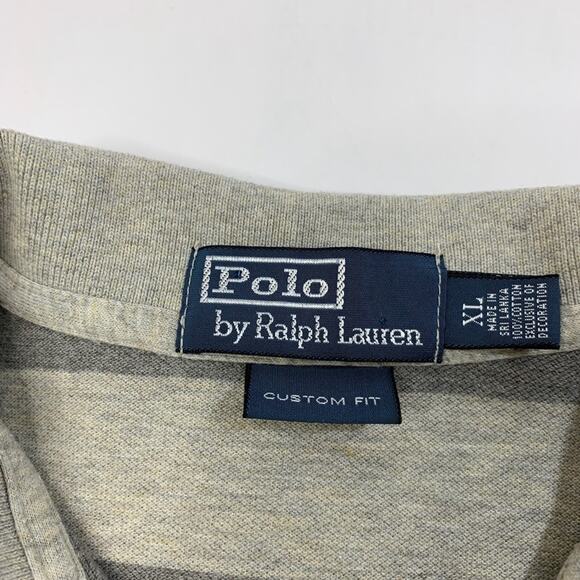 Polo
by Ralph Lauren
XL
MADE IN
SRI LANKA
100% COTTON
EXCLUSIVE OF
DECORATION
CUSTOM FIT